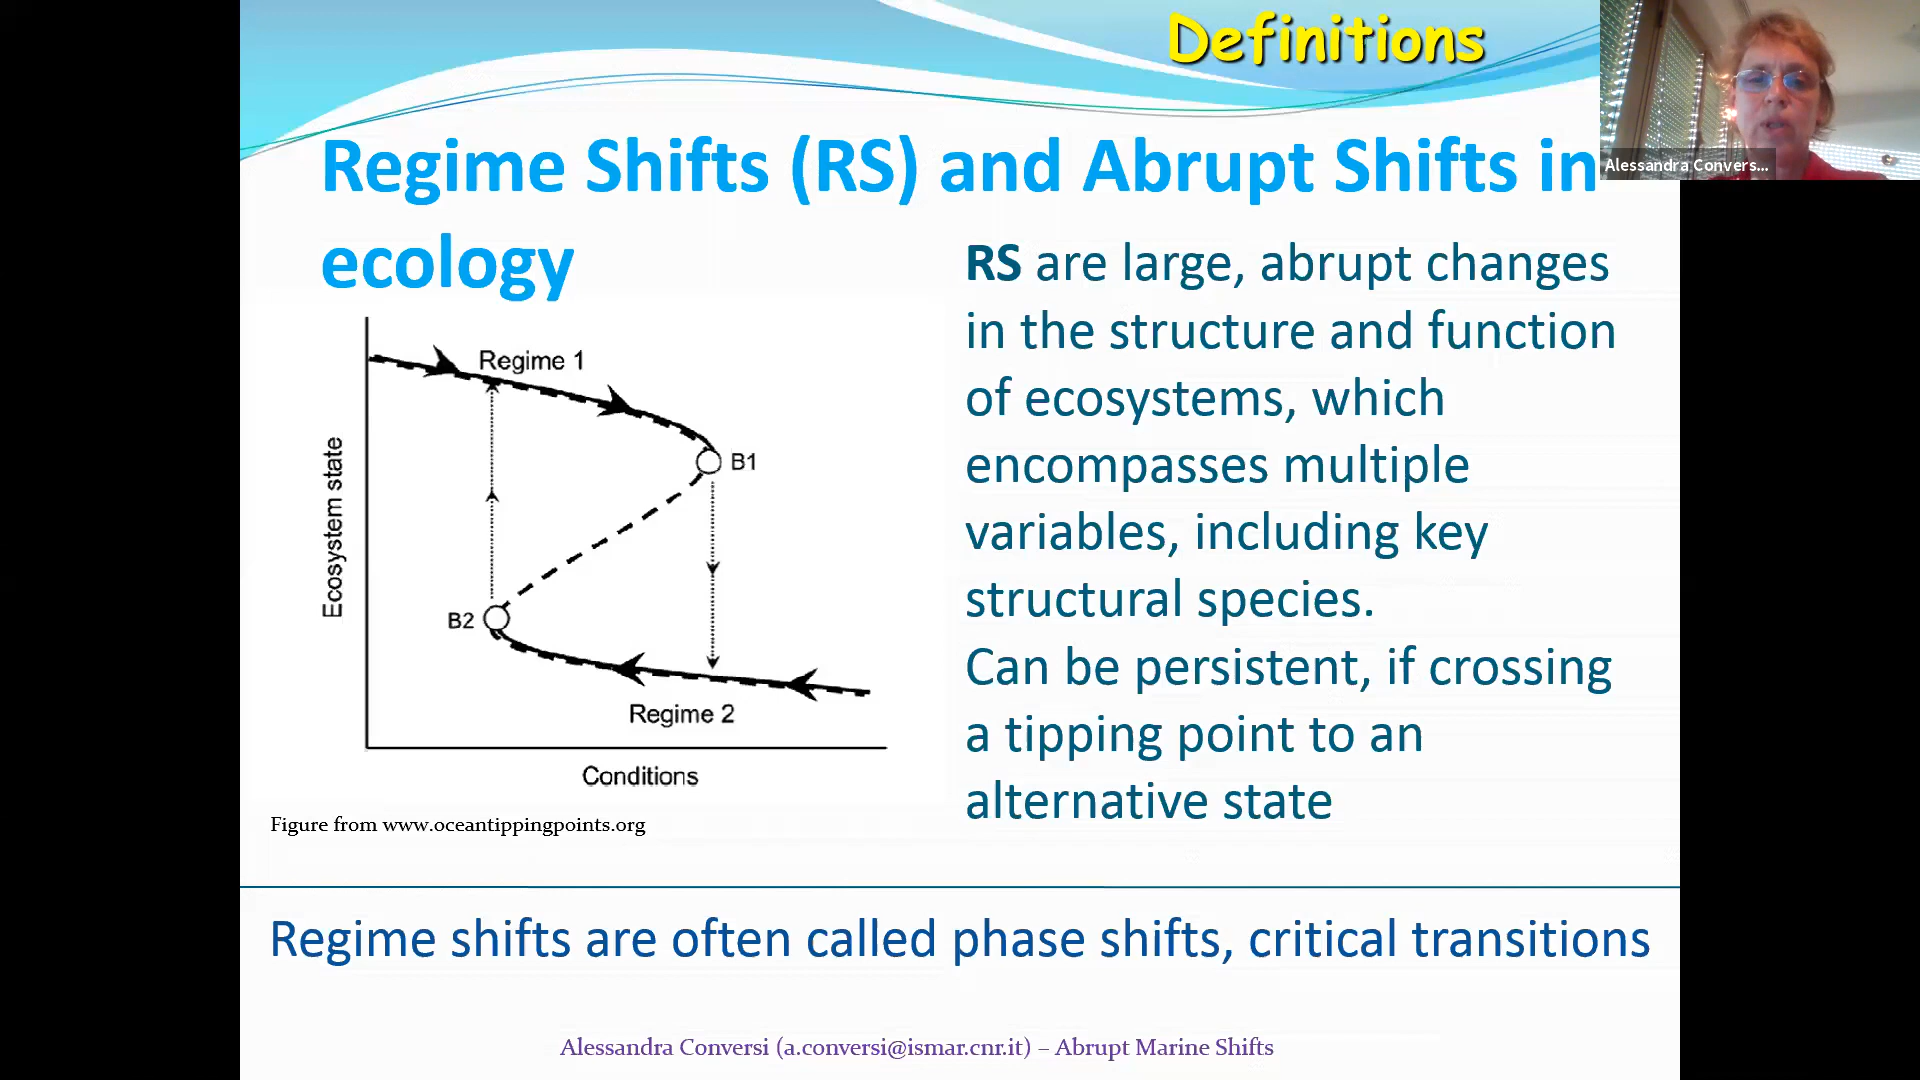 Definitions
Alessandra Convers...
Regime Shifts (RS) and Abrupt Shifts in
ecology
RS are large, abrupt changes
in the structure and function
of ecosystems, which
encompasses multiple
variables, including key
structural species.
Can be persistent, if crossing
a tipping point to an
alternative state
Regime 1
B1
Ecosystem state
B2
Regime 2
Conditions
Figure from www.oceantippingpoints.org
Regime shifts are often called phase shifts, critical transitions
Alessandra Conversi (a.conversi@ismar.cnr.it) – Abrupt Marine Shifts